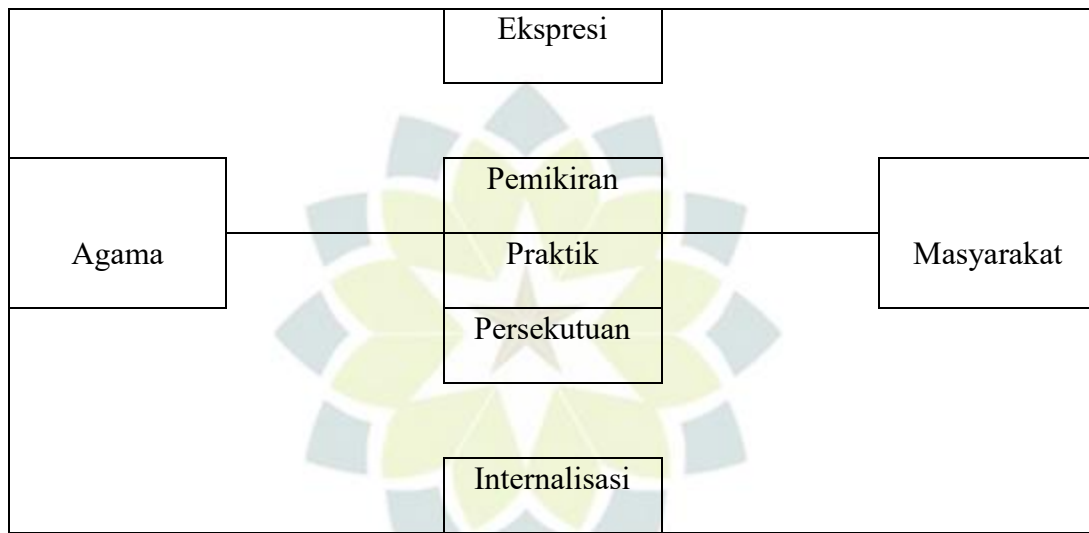 Ekspresi
Pemikiran
Agama
Praktik
Masyarakat
Persekutuan
Internalisasi